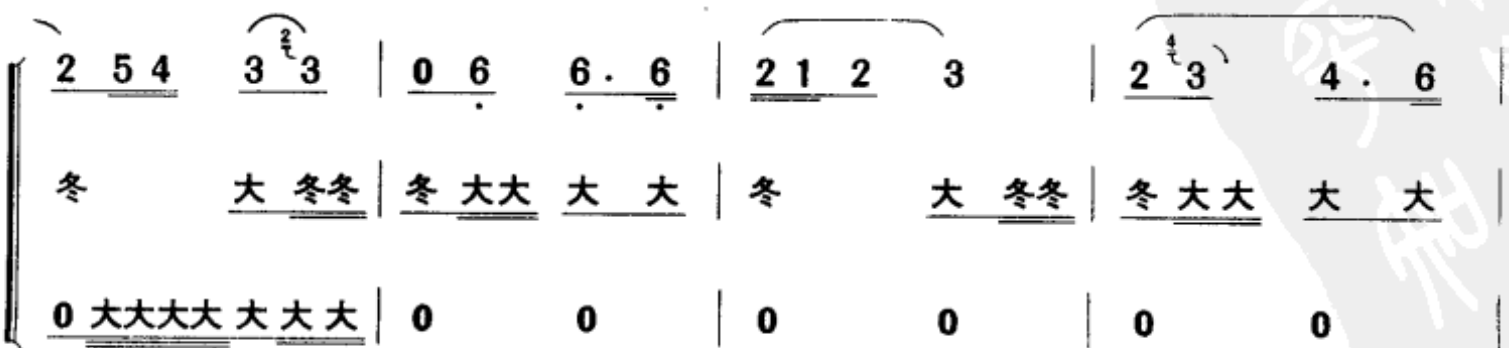 2 5 4 3 2 3 | 0 6 6 . 6 | 2 1 2 3 | 2 4 3 4 . 6 |
冬 大 冬冬 | 冬 大大 大 大 | 冬 大 冬冬 | 冬 大 大 大 大 |
0 大大大大 大 大 大 | 0 0 | 0 0 | 0 0 |